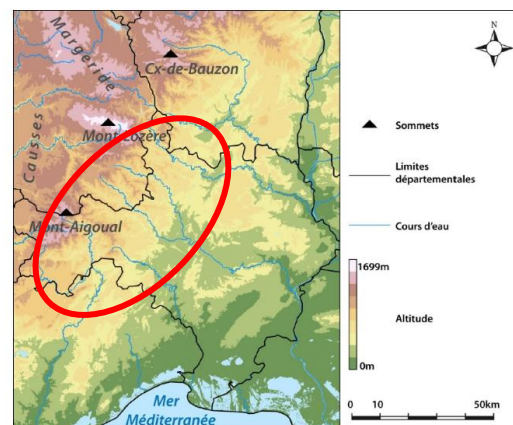 Margeride
Cx-de-Bauzon
Mont-Lozère
Causses
Mont-Aigoual
Mer
Méditerranée
N
Sommets
Limites
départementales
Cours d'eau
1699m
Altitude
0m
0 10 50km